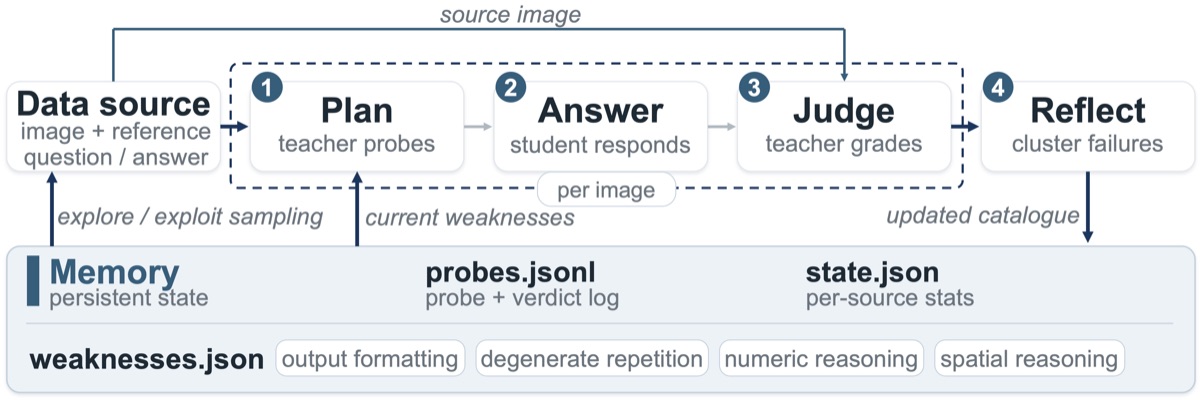 source image
Data source
image + reference
question / answer
1
Plan
teacher probes
2
Answer
student responds
3
Judge
teacher grades
4
Reflect
cluster failures
per image
explore / exploit sampling
current weaknesses
updated catalogue
Memory
persistent state
probes.jsonl
probe + verdict log
state.json
per-source stats
weaknesses.json
output formatting
degenerate repetition
numeric reasoning
spatial reasoning